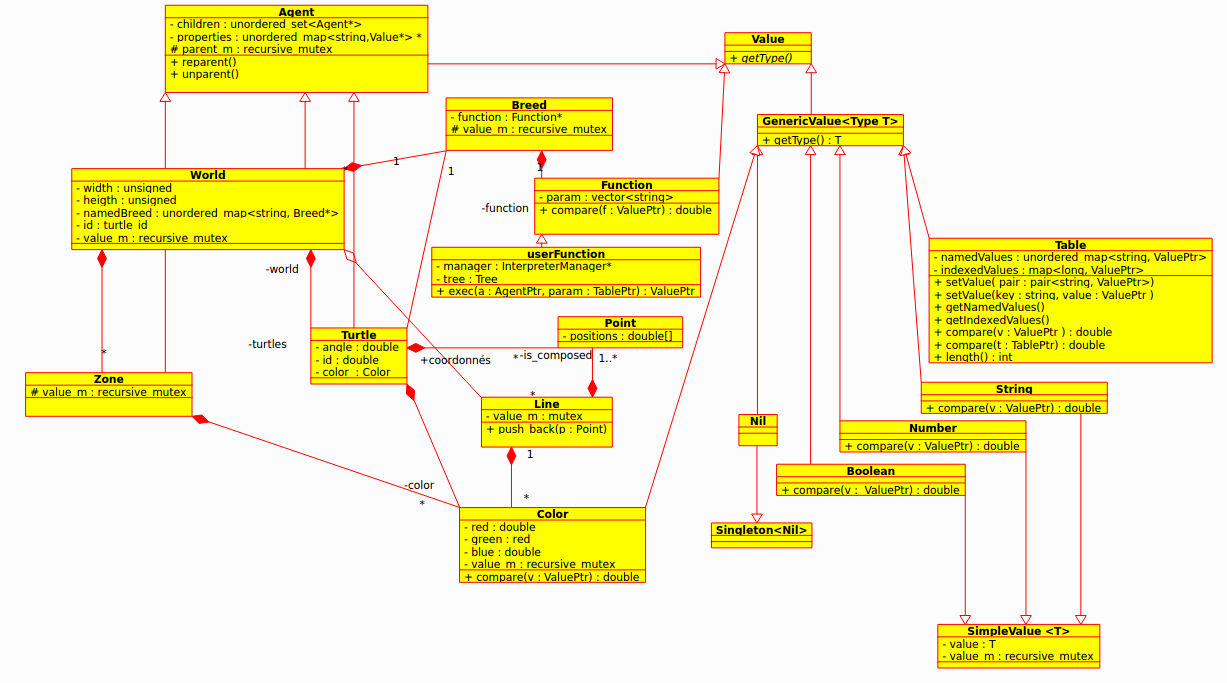 Agent
- children : unordered_set<Agent*>
- properties : unordered_map<string,Value*> *
# parent_m : recursive_mutex
+ reparent()
+ unparent()
Value
+ getType()
Breed
- function : Function*
# value_m : recursive_mutex
GenericValue<Type T>
+ getType() : T
1
1
1
World
- width : unsigned
- heigth : unsigned
- namedBreed : unordered_map<string, Breed*>
- id : turtle_id
- value_m : recursive_mutex
Function
- param : vector<string>
+ compare(f : ValuePtr) : double
-function
userFunction
- manager : InterpreterManager*
- tree : Tree
+ exec(a : AgentPtr, param : TablePtr) : ValuePtr
Table
- namedValues : unordered_map<string, ValuePtr>
- indexedValues : map<long, ValuePtr>
+ setValue( pair : pair<string, ValuePtr>)
+ setValue(key : string, value : ValuePtr )
+ getNamedValues()
+ getIndexedValues()
+ compare(v : ValuePtr ) : double
+ compare(t : TablePtr) : double
+ length() : int
-world
-turtles
*
Turtle
- angle : double
- id : double
- color : Color
Point
- positions : double[]
+coordonnés
*
-is_composed
1..*
Zone
# value_m : recursive_mutex
*
Line
- value_m : mutex
+ push_back(p : Point)
String
+ compare(v : ValuePtr) : double
Nil
Number
+ compare(v : ValuePtr) : double
Boolean
+ compare(v : ValuePtr) : double
1
-color
*
*
Color
- red : double
- green : red
- blue : double
- value_m : recursive_mutex
+ compare(v : ValuePtr) : double
Singleton<Nil>
SimpleValue <T>
- value : T
- value_m : recursive_mutex